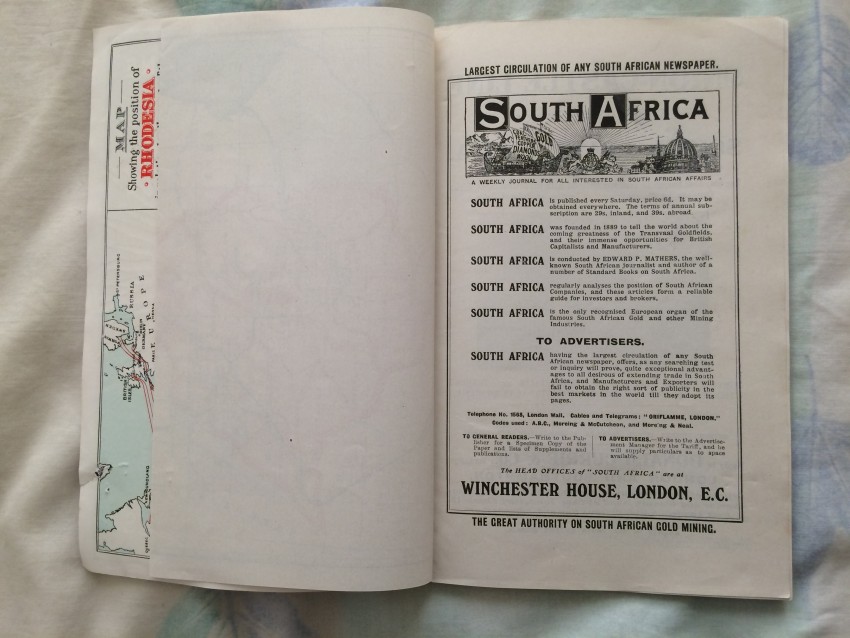 MAP
Showing the position of
RHODESIA
ST PETERSBURG
RUSSIA
EUROPE
BRITISH
ISLES
LARGEST CIRCULATION OF ANY SOUTH AFRICAN NEWSPAPER.
SOUTH AFRICA
GOLD
DIAMONDS
A WEEKLY JOURNAL FOR ALL INTERESTED IN SOUTH AFRICAN AFFAIRS
SOUTH AFRICA is published every Saturday, price 6d. It may be
obtained everywhere. The terms of annual sub-
scription are 29s. inland, and 39s. abroad.
SOUTH AFRICA was founded in 1889 to tell the world about the
coming greatness of the Transvaal Goldfields,
and their immense opportunities for British
Capitalists and Manufacturers.
SOUTH AFRICA is conducted by EDWARD P. MATHERS, the well-
known South African journalist and author of a
number of Standard Books on South Africa.
SOUTH AFRICA regularly analyses the position of South African
Companies, and these articles form a reliable
guide for investors and brokers.
SOUTH AFRICA is the only recognised European organ of the
famous South African Gold and other Mining
Industries.
TO ADVERTISERS.
SOUTH AFRICA having the largest circulation of any South
African newspaper, offers, as any searching test
or inquiry will prove, quite exceptional advant-
ages to all desirous of extending trade in South
Africa, and Manufacturers and Exporters will
fail to obtain the right sort of publicity in the
best markets in the world till they adopt its
pages.
Telephone No. 1565, London Wall. Cables and Telegrams: "ORIFLAMME, LONDON."
Codes used: A.B.C., Moreing & McCutcheon, and Moreing & Neal.
TO GENERAL READERS.—Write to the Pub-
lisher for a Specimen Copy of the
Paper and lists of Supplements and
publications.
TO ADVERTISERS.—Write to the Advertise-
ment Manager for the Tariff, and he
will supply particulars as to space
available.
The HEAD OFFICES of "SOUTH AFRICA" are at
WINCHESTER HOUSE, LONDON, E.C.
THE GREAT AUTHORITY ON SOUTH AFRICAN GOLD MINING.